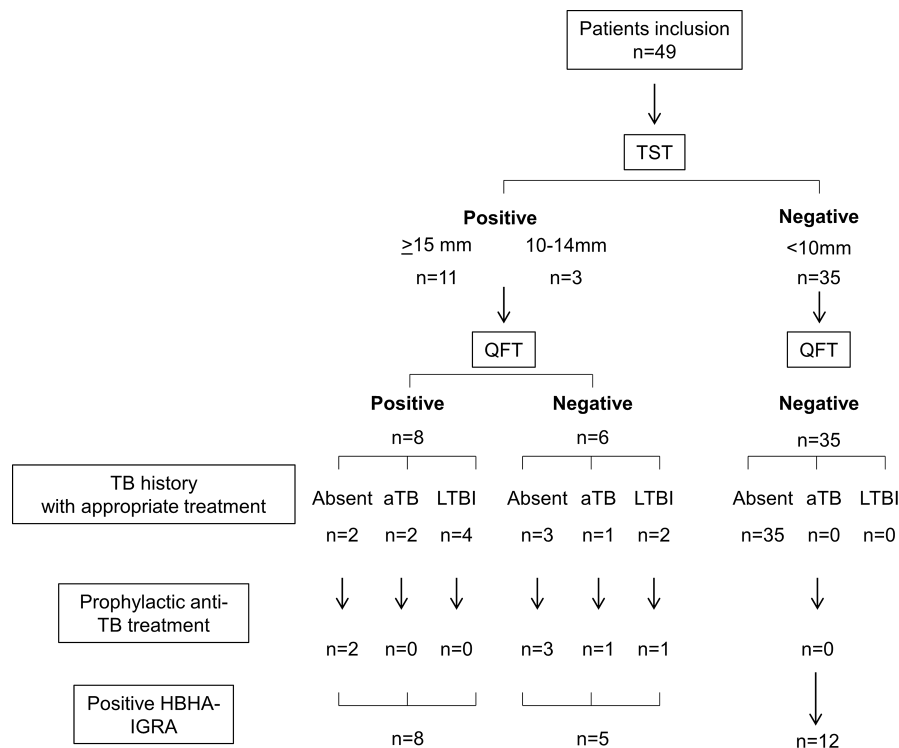 Patients inclusion
n=49
TST
Positive Negative
≥15 mm 10-14mm <10mm
n=11 n=3 n=35
QFT QFT
Positive Negative Negative
n=8 n=6 n=35
TB history
with appropriate treatment
Absent aTB LTBI Absent aTB LTBI Absent aTB LTBI
n=2 n=2 n=4 n=3 n=1 n=2 n=35 n=0 n=0
Prophylactic anti-
TB treatment
n=2 n=0 n=0 n=3 n=1 n=1 n=0
Positive HBHA-
IGRA
n=8 n=5 n=12